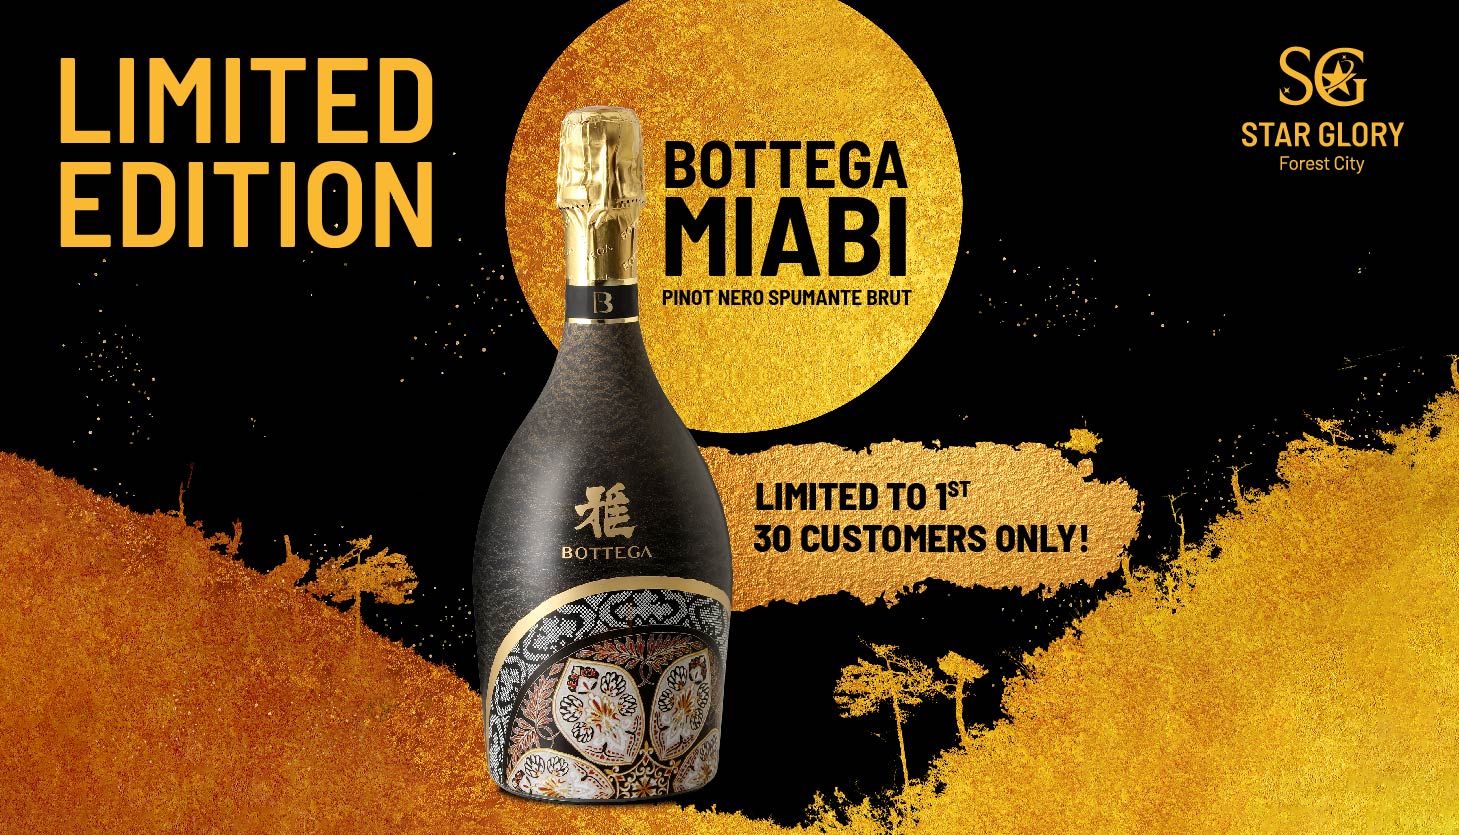 LIMITED
EDITION
SG
STAR GLORY
Forest City
BOTTEGA
MIABI
PINOT NERO SPUMANTE BRUT
B
雅
BOTTEGA
LIMITED TO 1ST
30 CUSTOMERS ONLY!